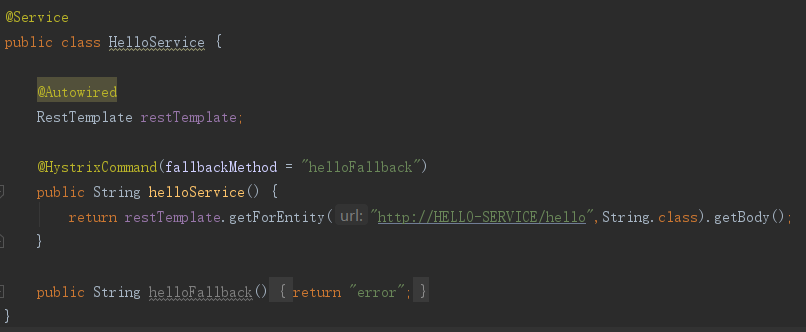 @Service
public class HelloService {
@Autowired
RestTemplate restTemplate;
@HystrixCommand(fallbackMethod = "helloFallback")
public String helloService() {
return restTemplate.getForEntity( url: "http://HELLO-SERVICE/hello",String.class).getBody();
}
public String helloFallback() { return "error"; }
}